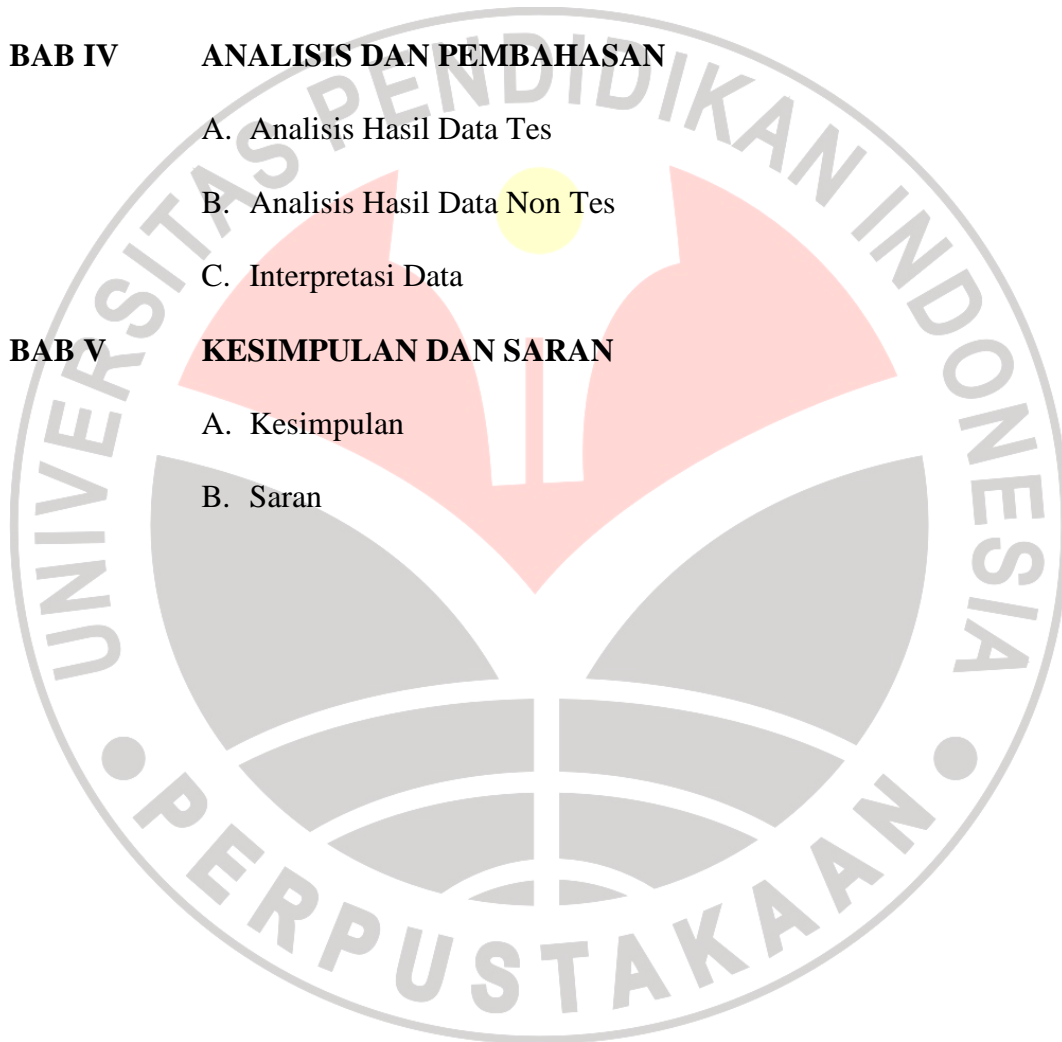 BAB IV ANALISIS DAN PEMBAHASAN
A. Analisis Hasil Data Tes
B. Analisis Hasil Data Non Tes
C. Interpretasi Data
BAB V KESIMPULAN DAN SARAN
A. Kesimpulan
B. Saran
UNIVERSITAS PENDIDIKAN INDONESIA
PERPUSTAKAAN